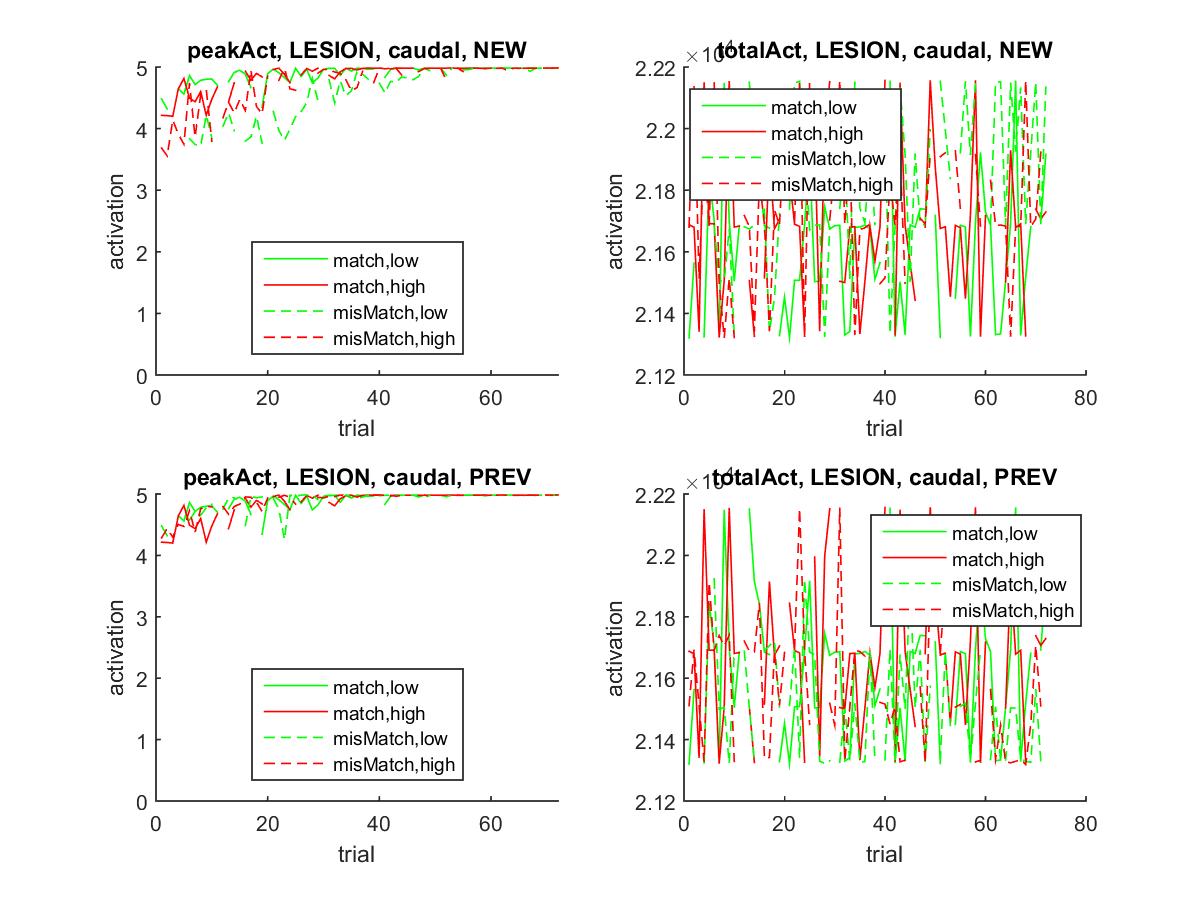 peakAct, LESION, caudal, NEW
5
4
3
2
1
0
activation
match,low
match,high
misMatch,low
misMatch,high
0 20 40 60
trial
totalAct, LESION, caudal, NEW
2.22
2.2
2.18
2.16
2.14
2.12
activation
match,low
match,high
misMatch,low
misMatch,high
0 20 40 60 80
trial
peakAct, LESION, caudal, PREV
5
4
3
2
1
0
activation
match,low
match,high
misMatch,low
misMatch,high
0 20 40 60
trial
totalAct, LESION, caudal, PREV
2.22
2.2
2.18
2.16
2.14
2.12
activation
match,low
match,high
misMatch,low
misMatch,high
0 20 40 60 80
trial